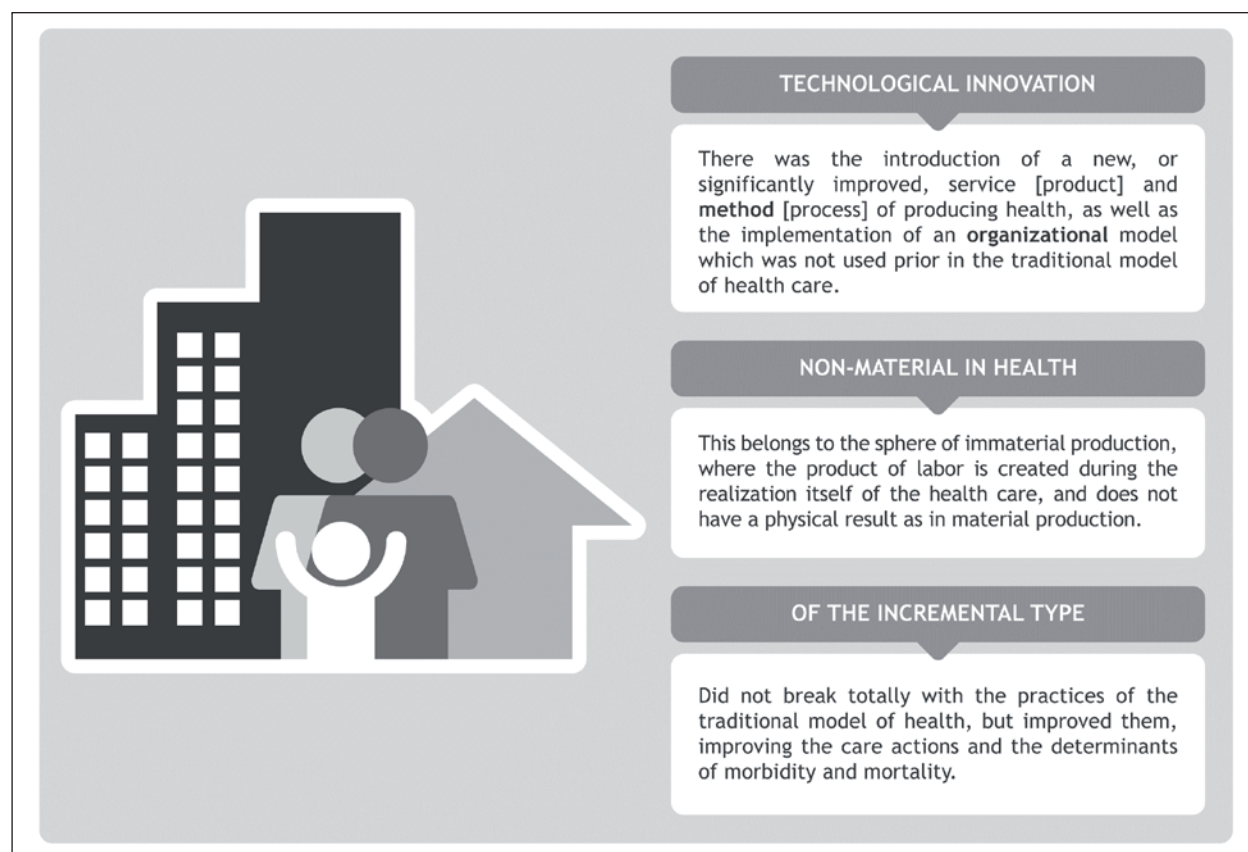 TECHNOLOGICAL INNOVATION
There was the introduction of a new, or
significantly improved, service [product] and
method [process] of producing health, as well as
the implementation of an organizational model
which was not used prior in the traditional model
of health care.
NON-MATERIAL IN HEALTH
This belongs to the sphere of immaterial production,
where the product of labor is created during the
realization itself of the health care, and does not
have a physical result as in material production.
OF THE INCREMENTAL TYPE
Did not break totally with the practices of the
traditional model of health, but improved them,
improving the care actions and the determinants
of morbidity and mortality.